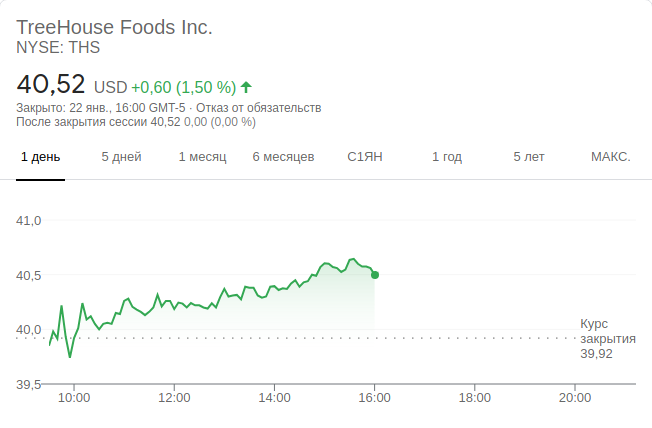 TreeHouse Foods Inc.
NYSE: THS
40,52 USD +0,60 (1,50 %)
Закрыто: 22 янв., 16:00 GMT-5 · Отказ от обязательств
После закрытия сессии 40,52 0,00 (0,00 %)
1 день 5 дней 1 месяц 6 месяцев С1ЯН 1 год 5 лет МАКС.
41,0
40,5
40,0
Курс
закрытия
39,92
39,5
10:00 12:00 14:00 16:00 18:00 20:00